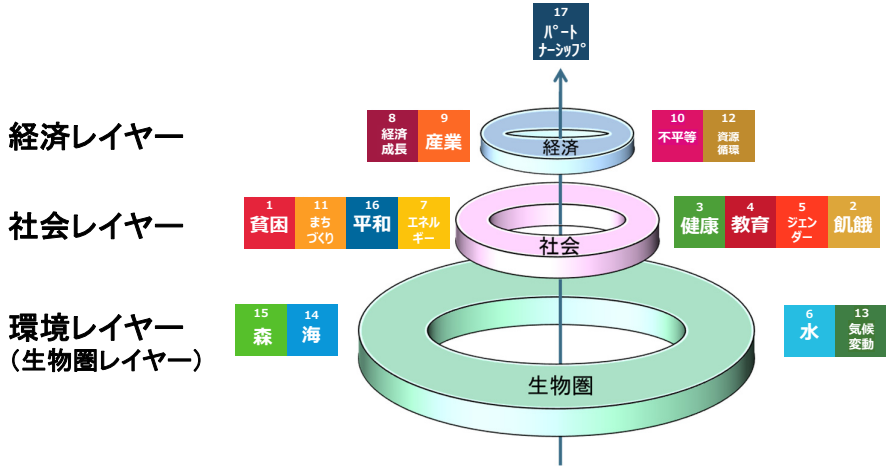 17
パート
ナーシップ
経済レイヤー
8
経済
成長
9
産業
経済
10
不平等
12
資源
循環
社会レイヤー
1
貧困
11
まち
づくり
16
平和
7
エネル
ギー
社会
3
健康
4
教育
5
ジェン
ダー
2
飢餓
環境レイヤー
（生物圏レイヤー）
15
森
14
海
生物圏
6
水
13
気候
変動